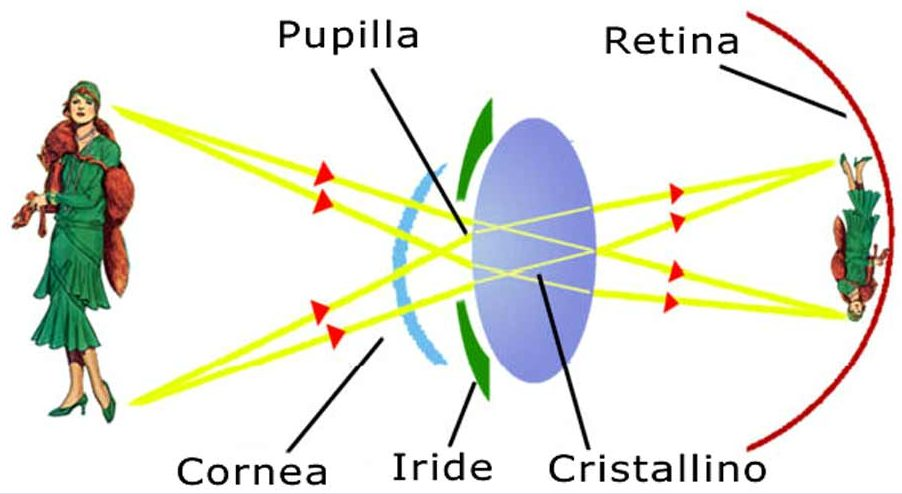 Pupilla
Retina
Cornea
Iride
Cristallino